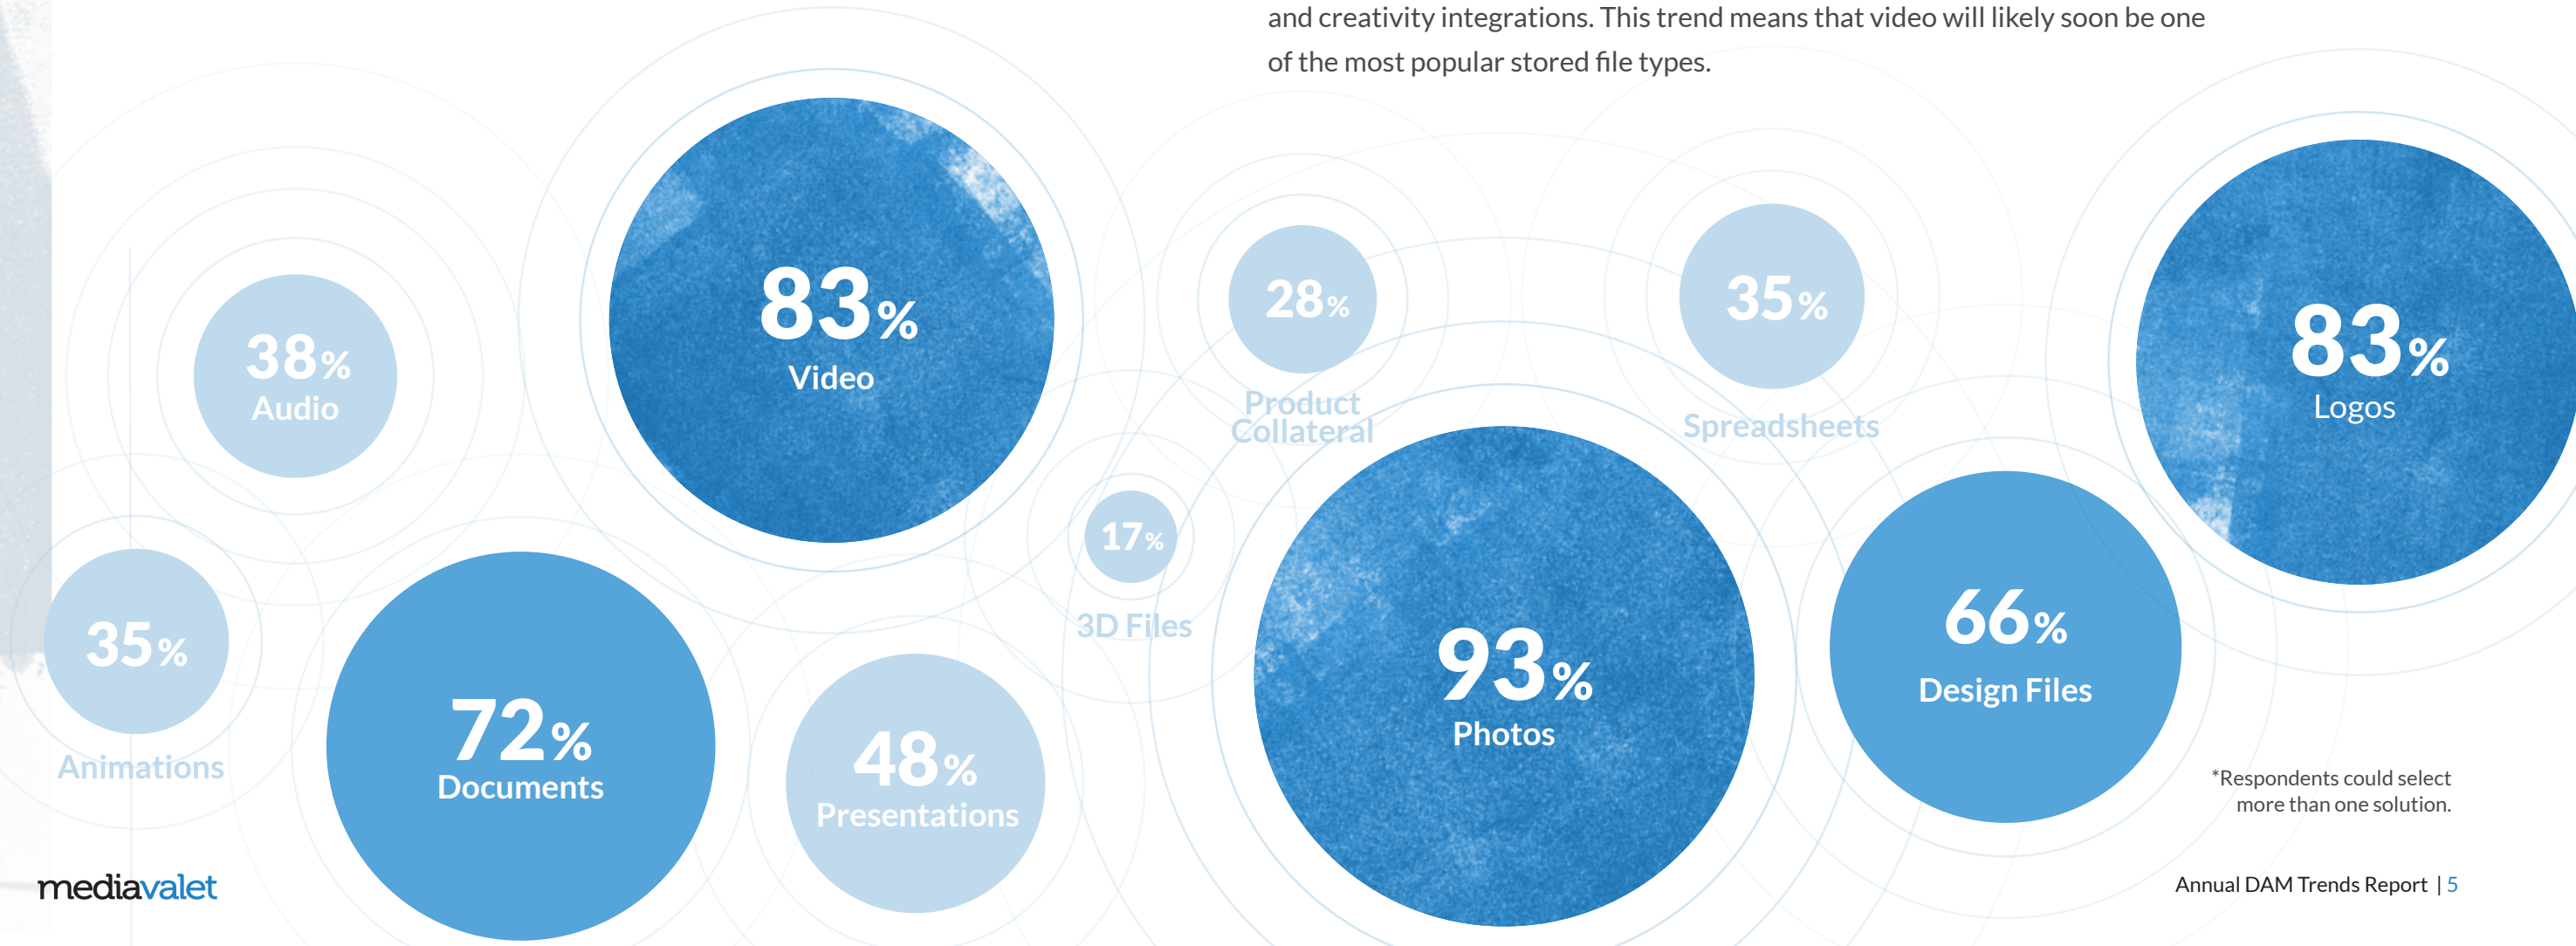 and creativity integrations. This trend means that video will likely soon be one
of the most popular stored file types.
38%
Audio
83%
Video
28%
Product
Collateral
35%
Spreadsheets
83%
Logos
35%
Animations
72%
Documents
48%
Presentations
17%
3D Files
93%
Photos
66%
Design Files
*Respondents could select
more than one solution.
mediavalet
Annual DAM Trends Report | 5